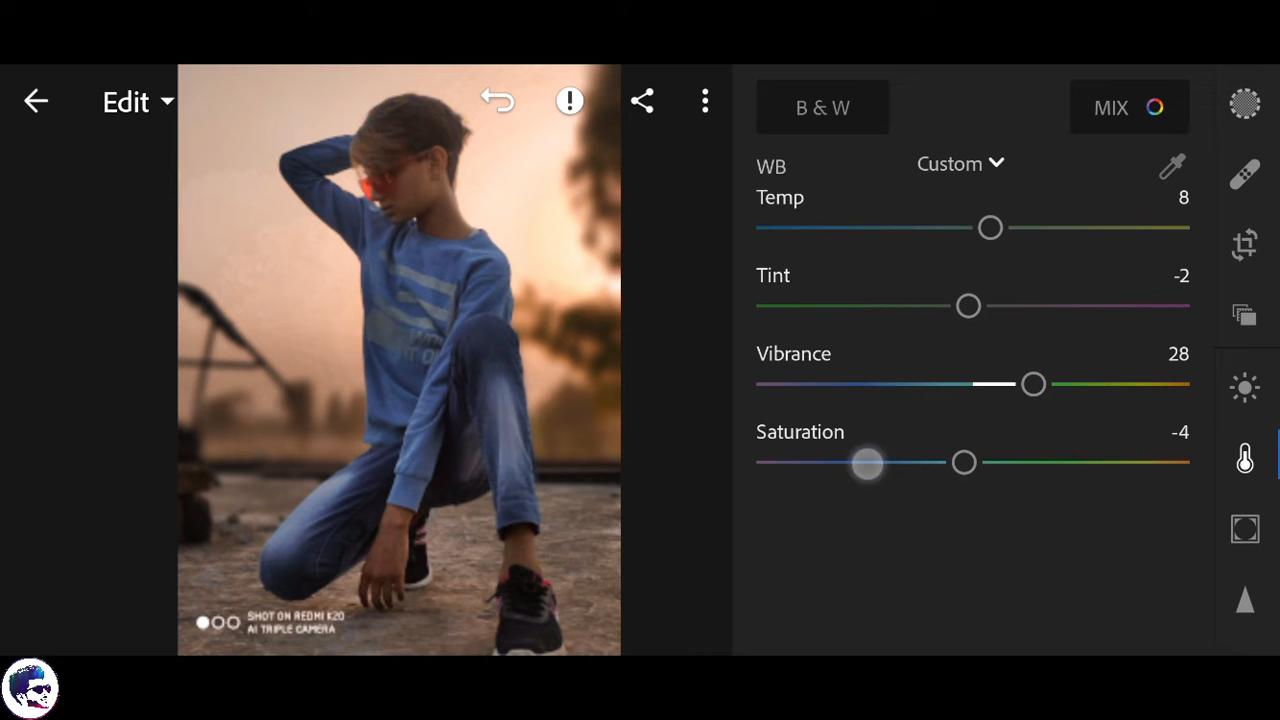 Edit
B & W
MIX
WB
Custom
Temp
8
Tint
-2
Vibrance
28
Saturation
-4
SHOT ON REDMI K20
AI TRIPLE CAMERA